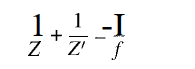 1/Z + 1/Z′ − -I/f